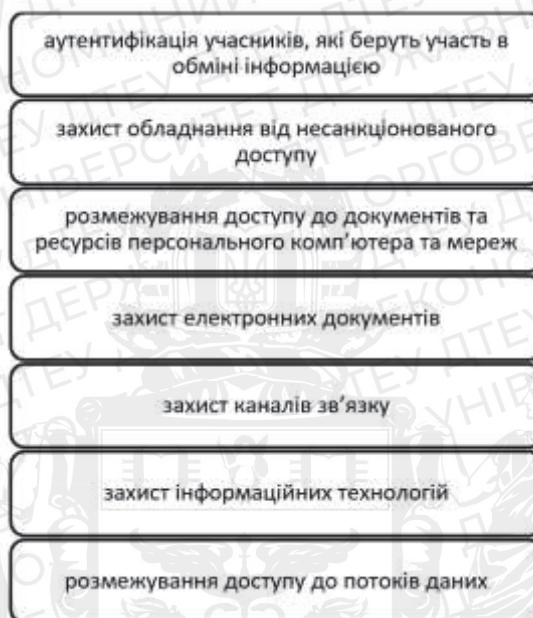 аутентифікація учасників, які беруть участь в
обміні інформацією
захист обладнання від несанкціонованого
доступу
розмежування доступу до документів та
ресурсів персонального комп'ютера та мереж
захист електронних документів
захист каналів зв'язку
захист інформаційних технологій
розмежування доступу до потоків даних